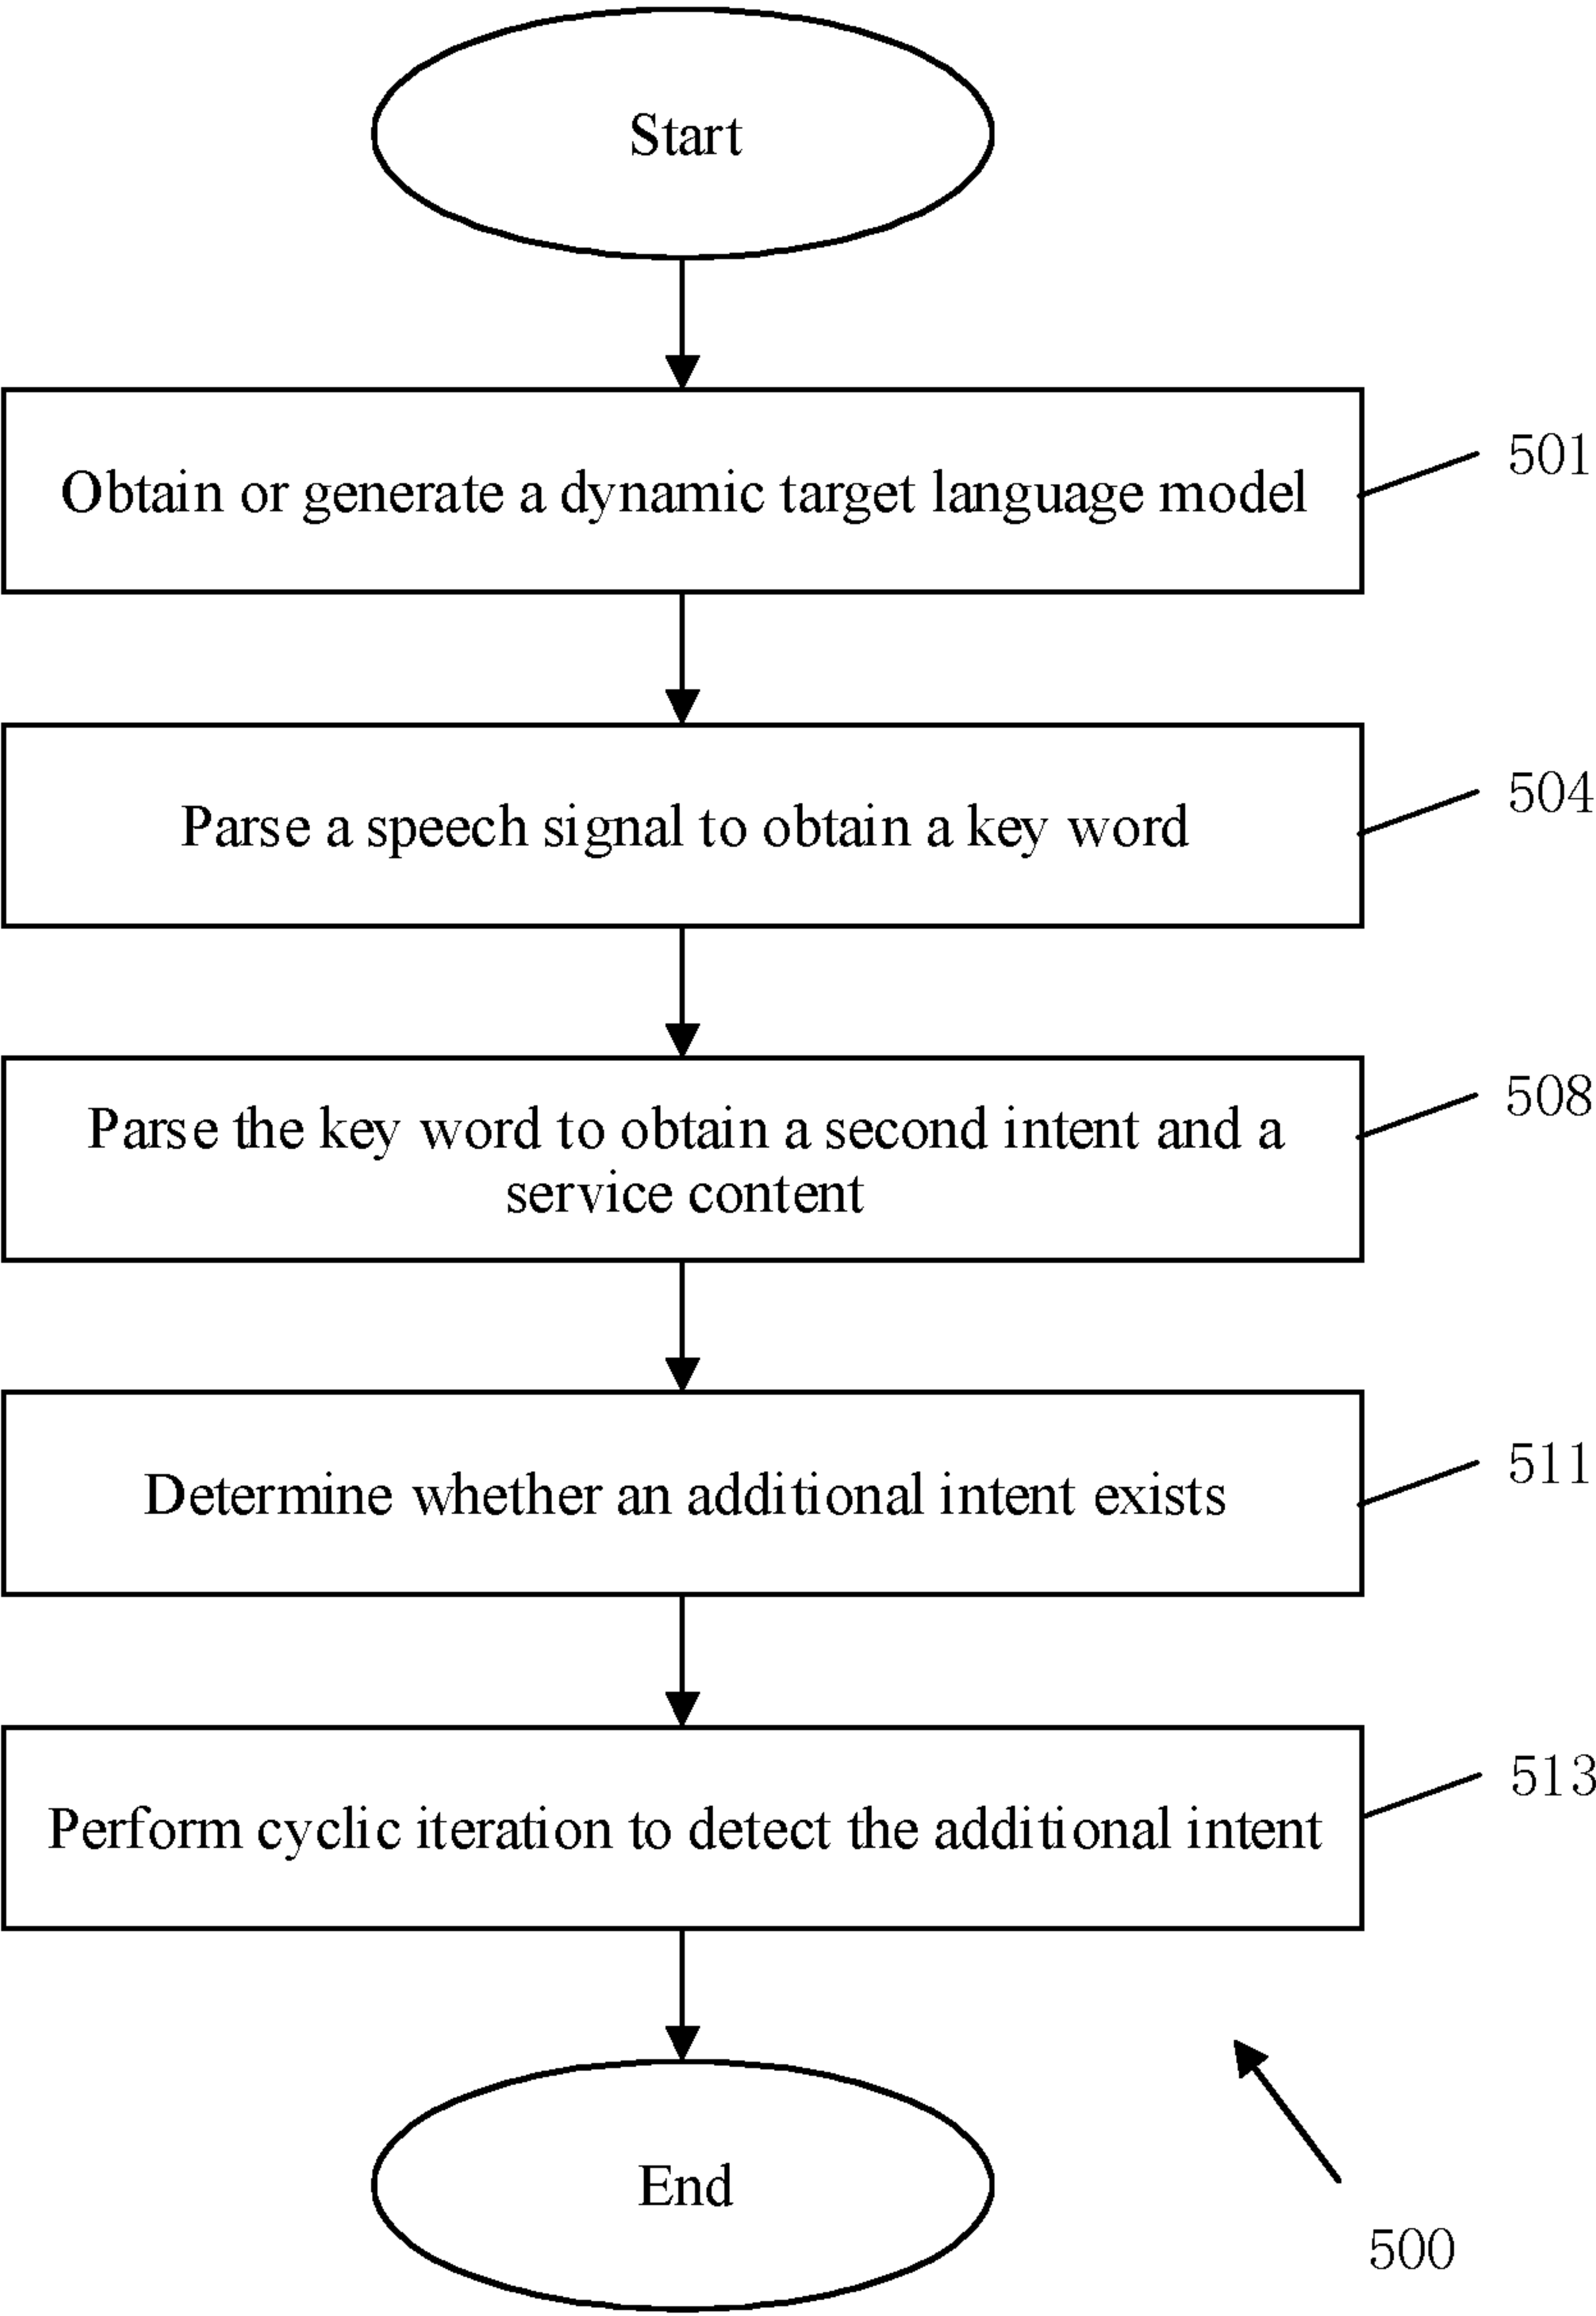 Start
Obtain or generate a dynamic target language model
501
Parse a speech signal to obtain a key word
504
Parse the key word to obtain a second intent and a
service content
508
Determine whether an additional intent exists
511
Perform cyclic iteration to detect the additional intent
513
End
500